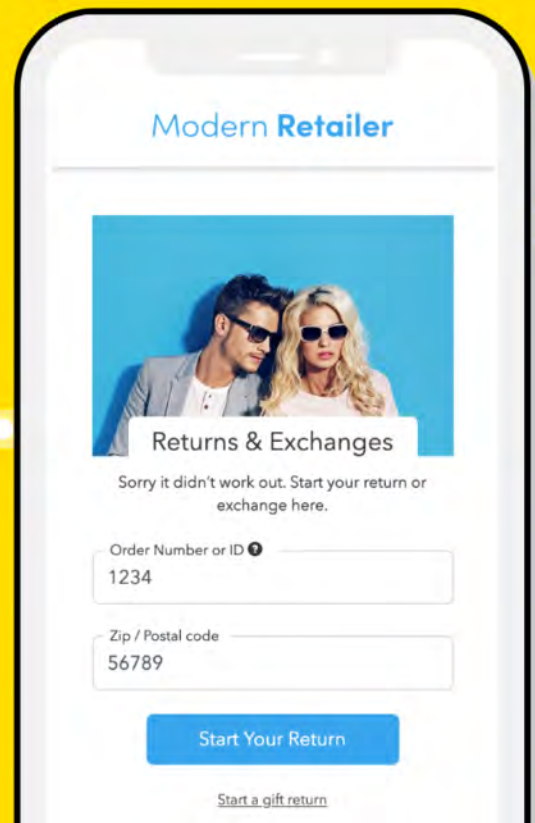 Modern Retailer
Returns & Exchanges
Sorry it didn't work out. Start your return or
exchange here.
Order Number or ID ?
1234
Zip / Postal code
56789
Start Your Return
Start a gift return